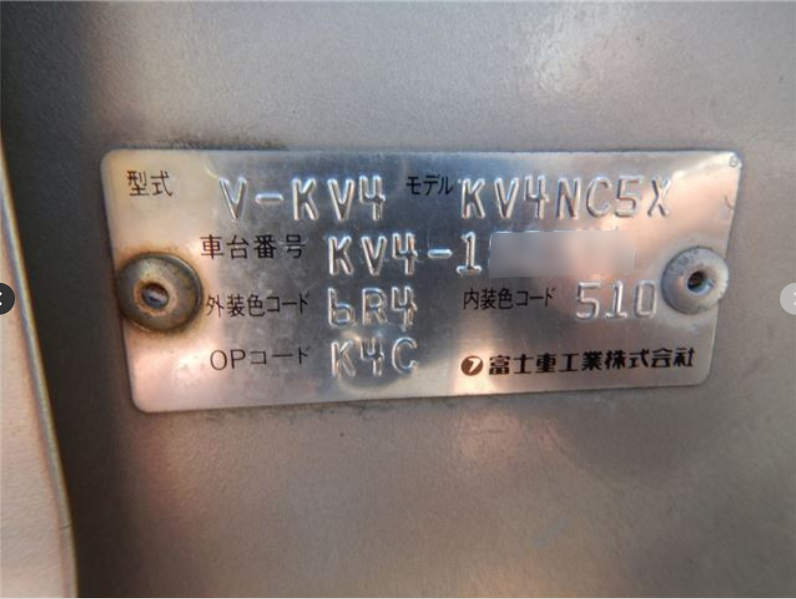 型式 V-KV4 モデル KV4NC5X
車台番号 KV4-1
外装色コード 6R4 内装色コード 510
OPコード K4C フ 富士重工業株式会社